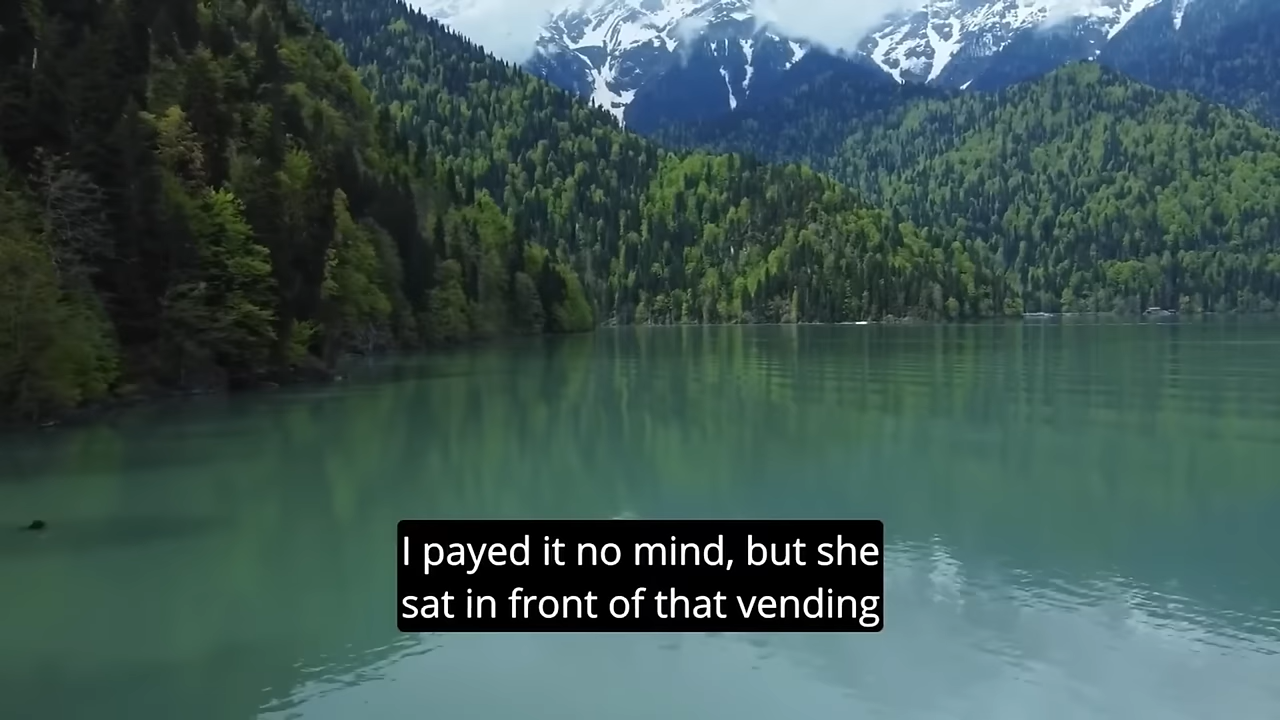 I payed it no mind, but she
sat in front of that vending